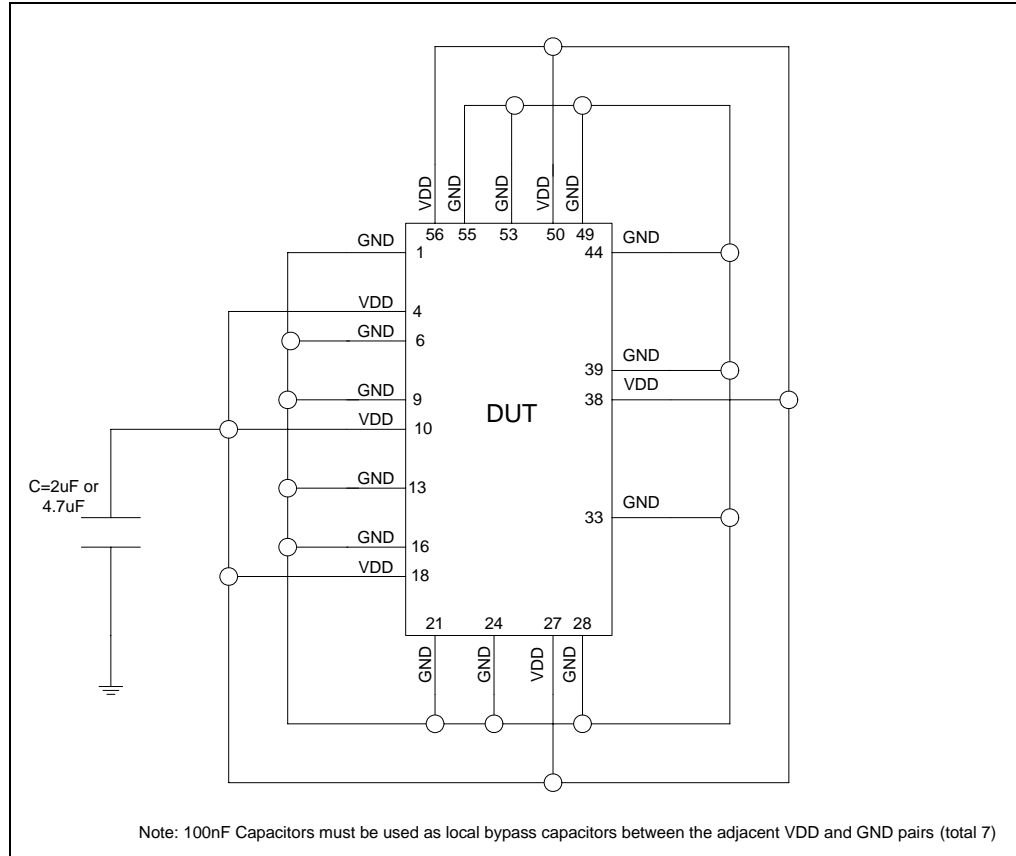 VDD
GND
GND
VDD
GND
56
55
53
50
49
GND
1
44
GND
VDD
4
GND
6
39
GND
GND
9
38
VDD
VDD
10
DUT
C=2uF or
4.7uF
GND
13
33
GND
GND
16
VDD
18
21
24
27
28
GND
GND
VDD
GND
Note: 100nF Capacitors must be used as local bypass capacitors between the adjacent VDD and GND pairs (total 7)